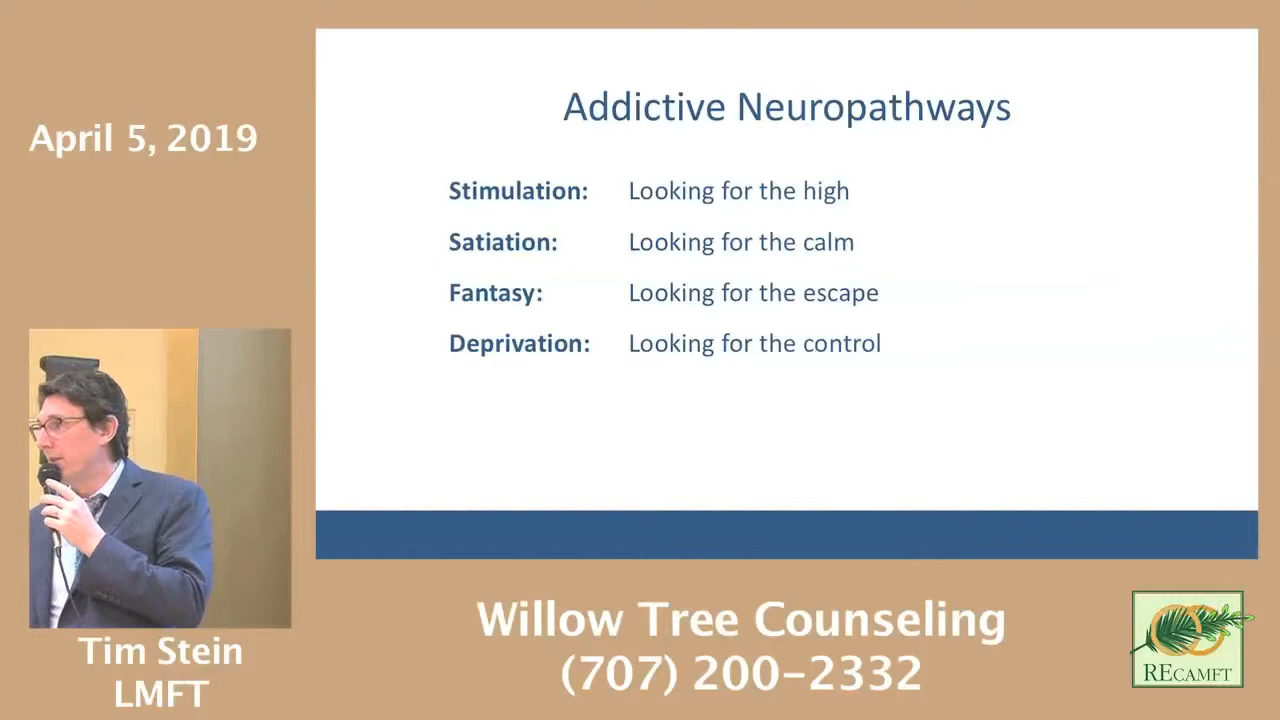 April 5, 2019
Addictive Neuropathways
Stimulation: Looking for the high
Satiation: Looking for the calm
Fantasy: Looking for the escape
Deprivation: Looking for the control
Tim Stein
LMFT
Willow Tree Counseling
(707) 200-2332
RECAMFT